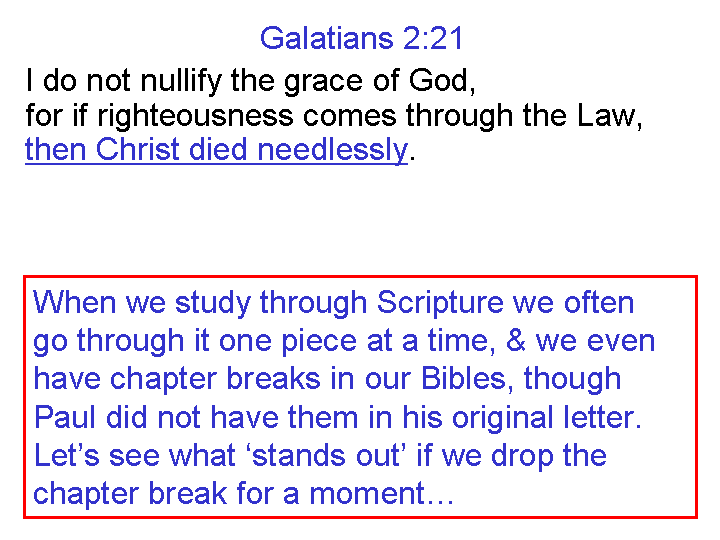 Galatians 2:21
I do not nullify the grace of God,
for if righteousness comes through the Law,
then Christ died needlessly.
When we study through Scripture we often
go through it one piece at a time, & we even
have chapter breaks in our Bibles, though
Paul did not have them in his original letter.
Let’s see what ‘stands out’ if we drop the
chapter break for a moment…